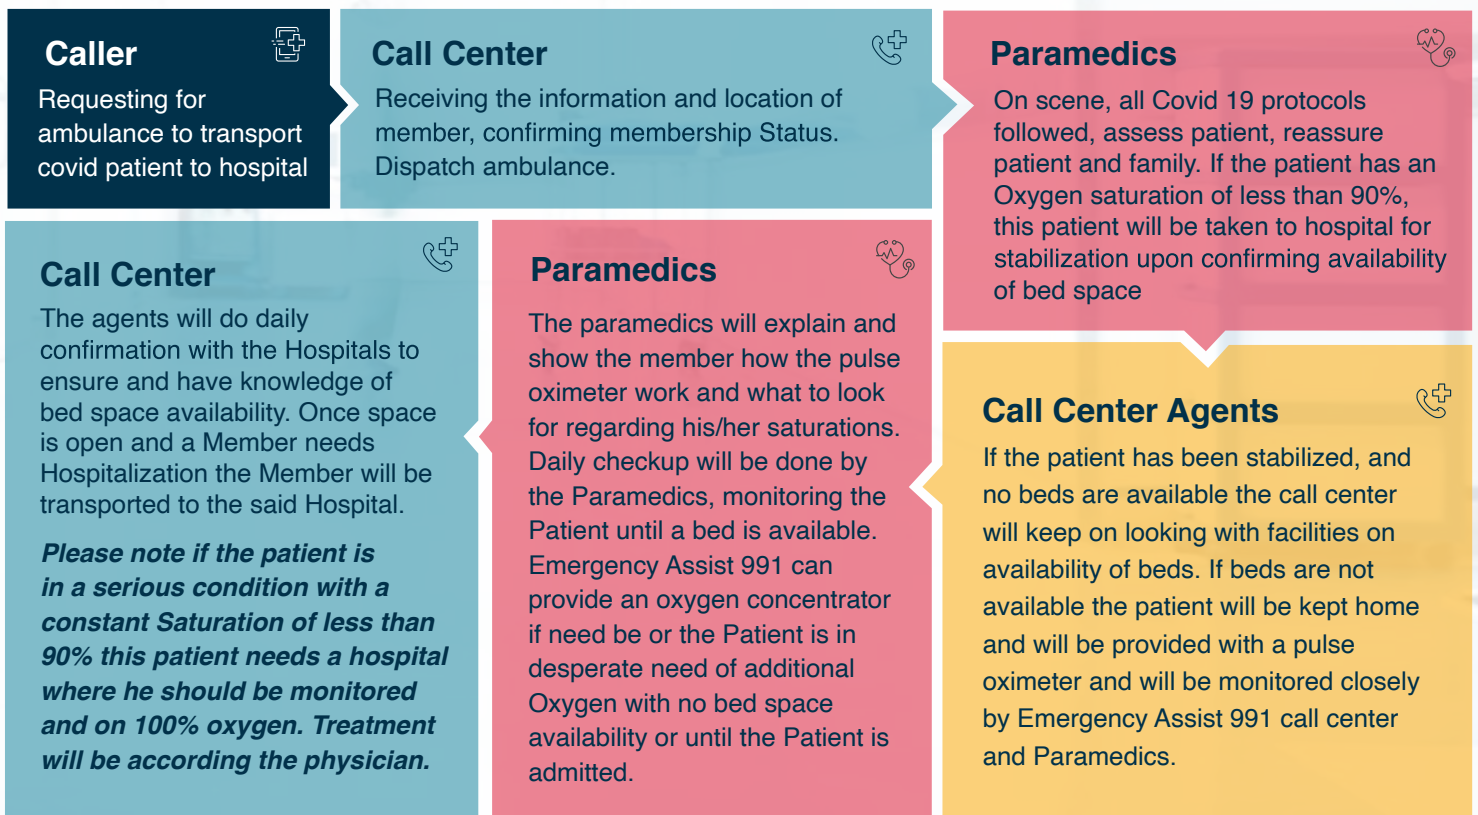 Caller
Requesting for
ambulance to transport
covid patient to hospital
Call Center
Receiving the information and location of
member, confirming membership Status.
Dispatch ambulance.
Paramedics
On scene, all Covid 19 protocols
followed, assess patient, reassure
patient and family. If the patient has an
Oxygen saturation of less than 90%,
this patient will be taken to hospital for
stabilization upon confirming availability
of bed space
Call Center Agents
If the patient has been stabilized, and
no beds are available the call center
will keep on looking with facilities on
availability of beds. If beds are not
available the patient will be kept home
and will be provided with a pulse
oximeter and will be monitored closely
by Emergency Assist 991 call center
and Paramedics.
Paramedics
The paramedics will explain and
show the member how the pulse
oximeter work and what to look
for regarding his/her saturations.
Daily checkup will be done by
the Paramedics, monitoring the
Patient until a bed is available.
Emergency Assist 991 can
provide an oxygen concentrator
if need be or the Patient is in
desperate need of additional
Oxygen with no bed space
availability or until the Patient is
admitted.
Call Center
The agents will do daily
confirmation with the Hospitals to
ensure and have knowledge of
bed space availability. Once space
is open and a Member needs
Hospitalization the Member will be
transported to the said Hospital.
Please note if the patient is
in a serious condition with a
constant Saturation of less than
90% this patient needs a hospital
where he should be monitored
and on 100% oxygen. Treatment
will be according the physician.